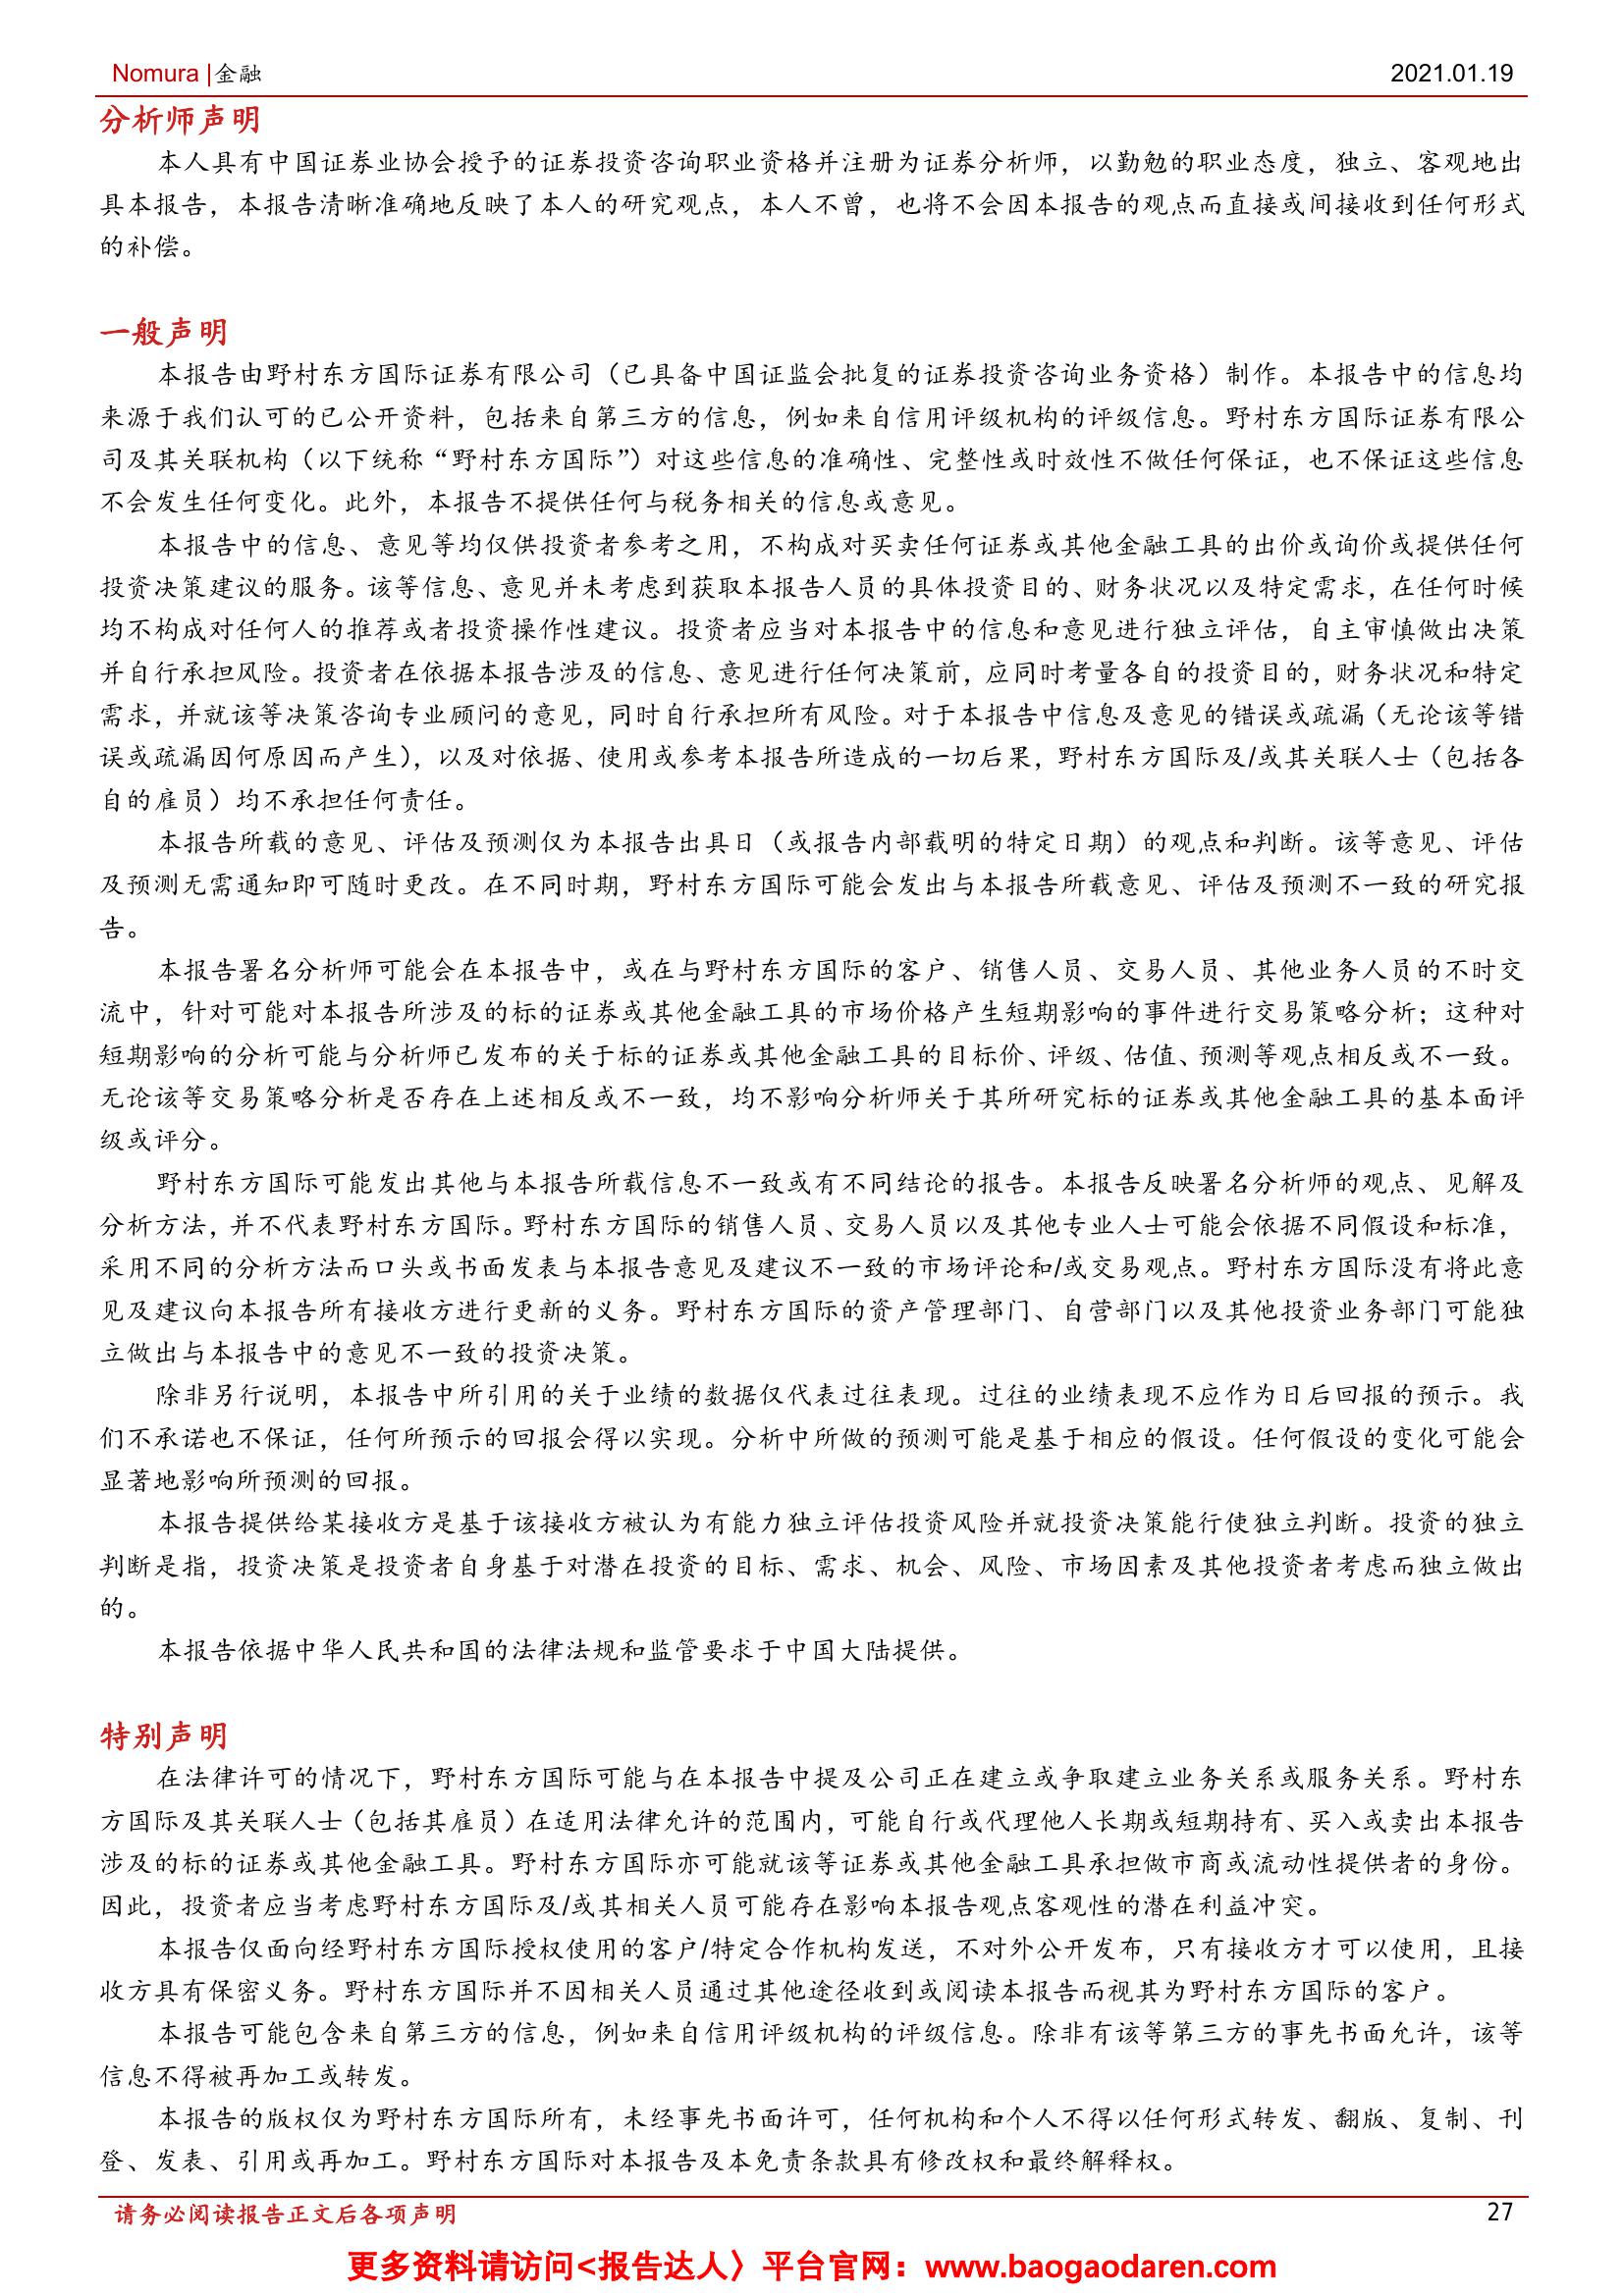 Nomura |金融
2021.01.19
分析师声明
本人具有中国证券业协会授予的证券投资咨询职业资格并注册为证券分析师，以勤勉的职业态度，独立、客观地出
具本报告，本报告清晰准确地反映了本人的研究观点，本人不曾，也将不会因本报告的观点而直接或间接收到任何形式
的补偿。
一般声明
本报告由野村东方国际证券有限公司（已具备中国证监会批复的证券投资咨询业务资格）制作。本报告中的信息均
来源于我们认可的已公开资料，包括来自第三方的信息，例如来自信用评级机构的评级信息。野村东方国际证券有限公
司及其关联机构（以下统称“野村东方国际”）对这些信息的准确性、完整性或时效性不做任何保证，也不保证这些信息
不会发生任何变化。此外，本报告不提供任何与税务相关的信息或意见。
本报告中的信息、意见等均仅供投资者参考之用，不构成对买卖任何证券或其他金融工具的出价或询价或提供任何
投资决策建议的服务。该等信息、意见并未考虑到获取本报告人员的具体投资目的、财务状况以及特定需求，在任何时候
均不构成对任何人的推荐或者投资操作性建议。投资者应当对本报告中的信息和意见进行独立评估，自主审慎做出决策
并自行承担风险。投资者在依据本报告涉及的信息、意见进行任何决策前，应同时考量各自的投资目的，财务状况和特定
需求，并就该等决策咨询专业顾问的意见，同时自行承担所有风险。对于本报告中信息及意见的错误或疏漏（无论该等错
误或疏漏因何原因而产生），以及对依据、使用或参考本报告所造成的一切后果，野村东方国际及/或其关联人士（包括各
自的雇员）均不承担任何责任。
本报告所载的意见、评估及预测仅为本报告出具日（或报告内部载明的特定日期）的观点和判断。该等意见、评估
及预测无需通知即可随时更改。在不同时期，野村东方国际可能会发出与本报告所载意见、评估及预测不一致的研究报
告。
本报告署名分析师可能会在本报告中，或在与野村东方国际的客户、销售人员、交易人员、其他业务人员的不时交
流中，针对可能对本报告所涉及的标的证券或其他金融工具的市场价格产生短期影响的事件进行交易策略分析；这种对
短期影响的分析可能与分析师已发布的关于标的证券或其他金融工具的目标价、评级、估值、预测等观点相反或不一致。
无论该等交易策略分析是否存在上述相反或不一致，均不影响分析师关于其所研究标的证券或其他金融工具的基本面评
级或评分。
野村东方国际可能发出其他与本报告所载信息不一致或有不同结论的报告。本报告反映署名分析师的观点、见解及
分析方法，并不代表野村东方国际。野村东方国际的销售人员、交易人员以及其他专业人士可能会依据不同假设和标准，
采用不同的分析方法而口头或书面发表与本报告意见及建议不一致的市场评论和/或交易观点。野村东方国际没有将此意
见及建议向本报告所有接收方进行更新的义务。野村东方国际的资产管理部门、自营部门以及其他投资业务部门可能独
立做出与本报告中的意见不一致的投资决策。
除非另行说明，本报告中所引用的关于业绩的数据仅代表过往表现。过往的业绩表现不应作为日后回报的预示。我
们不承诺也不保证，任何所预示的回报会得以实现。分析中所做的预测可能是基于相应的假设。任何假设的变化可能会
显著地影响所预测的回报。
本报告提供给某接收方是基于该接收方被认为有能力独立评估投资风险并就投资决策能行使独立判断。投资的独立
判断是指，投资决策是投资者自身基于对潜在投资的目标、需求、机会、风险、市场因素及其他投资者考虑而独立做出
的。
本报告依据中华人民共和国的法律法规和监管要求于中国大陆提供。
特别声明
在法律许可的情况下，野村东方国际可能与在本报告中提及公司正在建立或争取建立业务关系或服务关系。野村东
方国际及其关联人士（包括其雇员）在适用法律允许的范围内，可能自行或代理他人长期或短期持有、买入或卖出本报告
涉及的标的证券或其他金融工具。野村东方国际亦可能就该等证券或其他金融工具承担做市商或流动性提供者的身份。
因此，投资者应当考虑野村东方国际及/或其相关人员可能存在影响本报告观点客观性的潜在利益冲突。
本报告仅面向经野村东方国际授权使用的客户/特定合作机构发送，不对外公开发布，只有接收方才可以使用，且接
收方具有保密义务。野村东方国际并不因相关人员通过其他途径收到或阅读本报告而视其为野村东方国际的客户。
本报告可能包含来自第三方的信息，例如来自信用评级机构的评级信息。除非有该等第三方的事先书面允许，该等
信息不得被再加工或转发。
本报告的版权仅为野村东方国际所有，未经事先书面许可，任何机构和个人不得以任何形式转发、翻版、复制、刊
登、发表、引用或再加工。野村东方国际对本报告及本免责条款具有修改权和最终解释权。
请务必阅读报告正文后各项声明
27
更多资料请访问<报告达人〉平台官网：www.baogaodaren.com